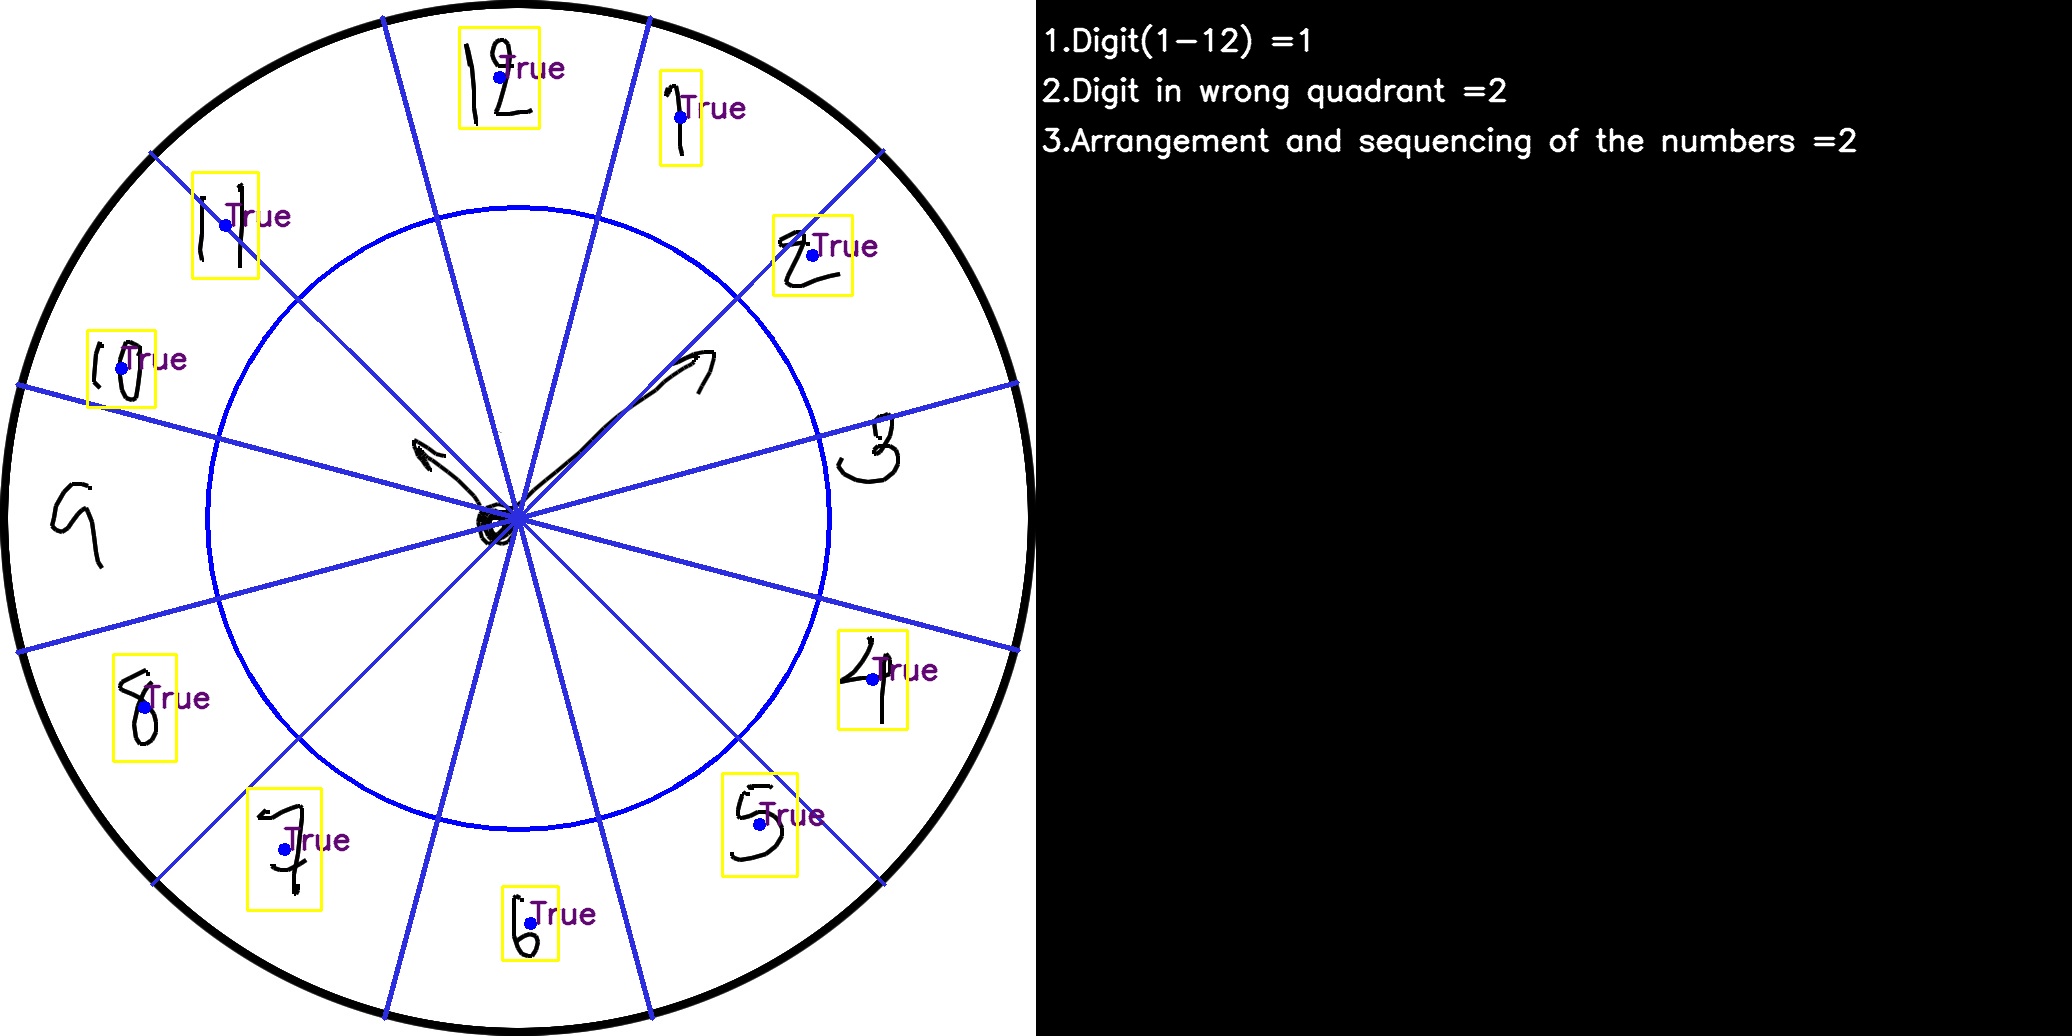 12 True
1 True
11 True
2 True
10 True
3
9
4 True
8 True
5 True
7 True
6 True
1.Digit(1-12) =1
2.Digit in wrong quadrant =2
3.Arrangement and sequencing of the numbers =2